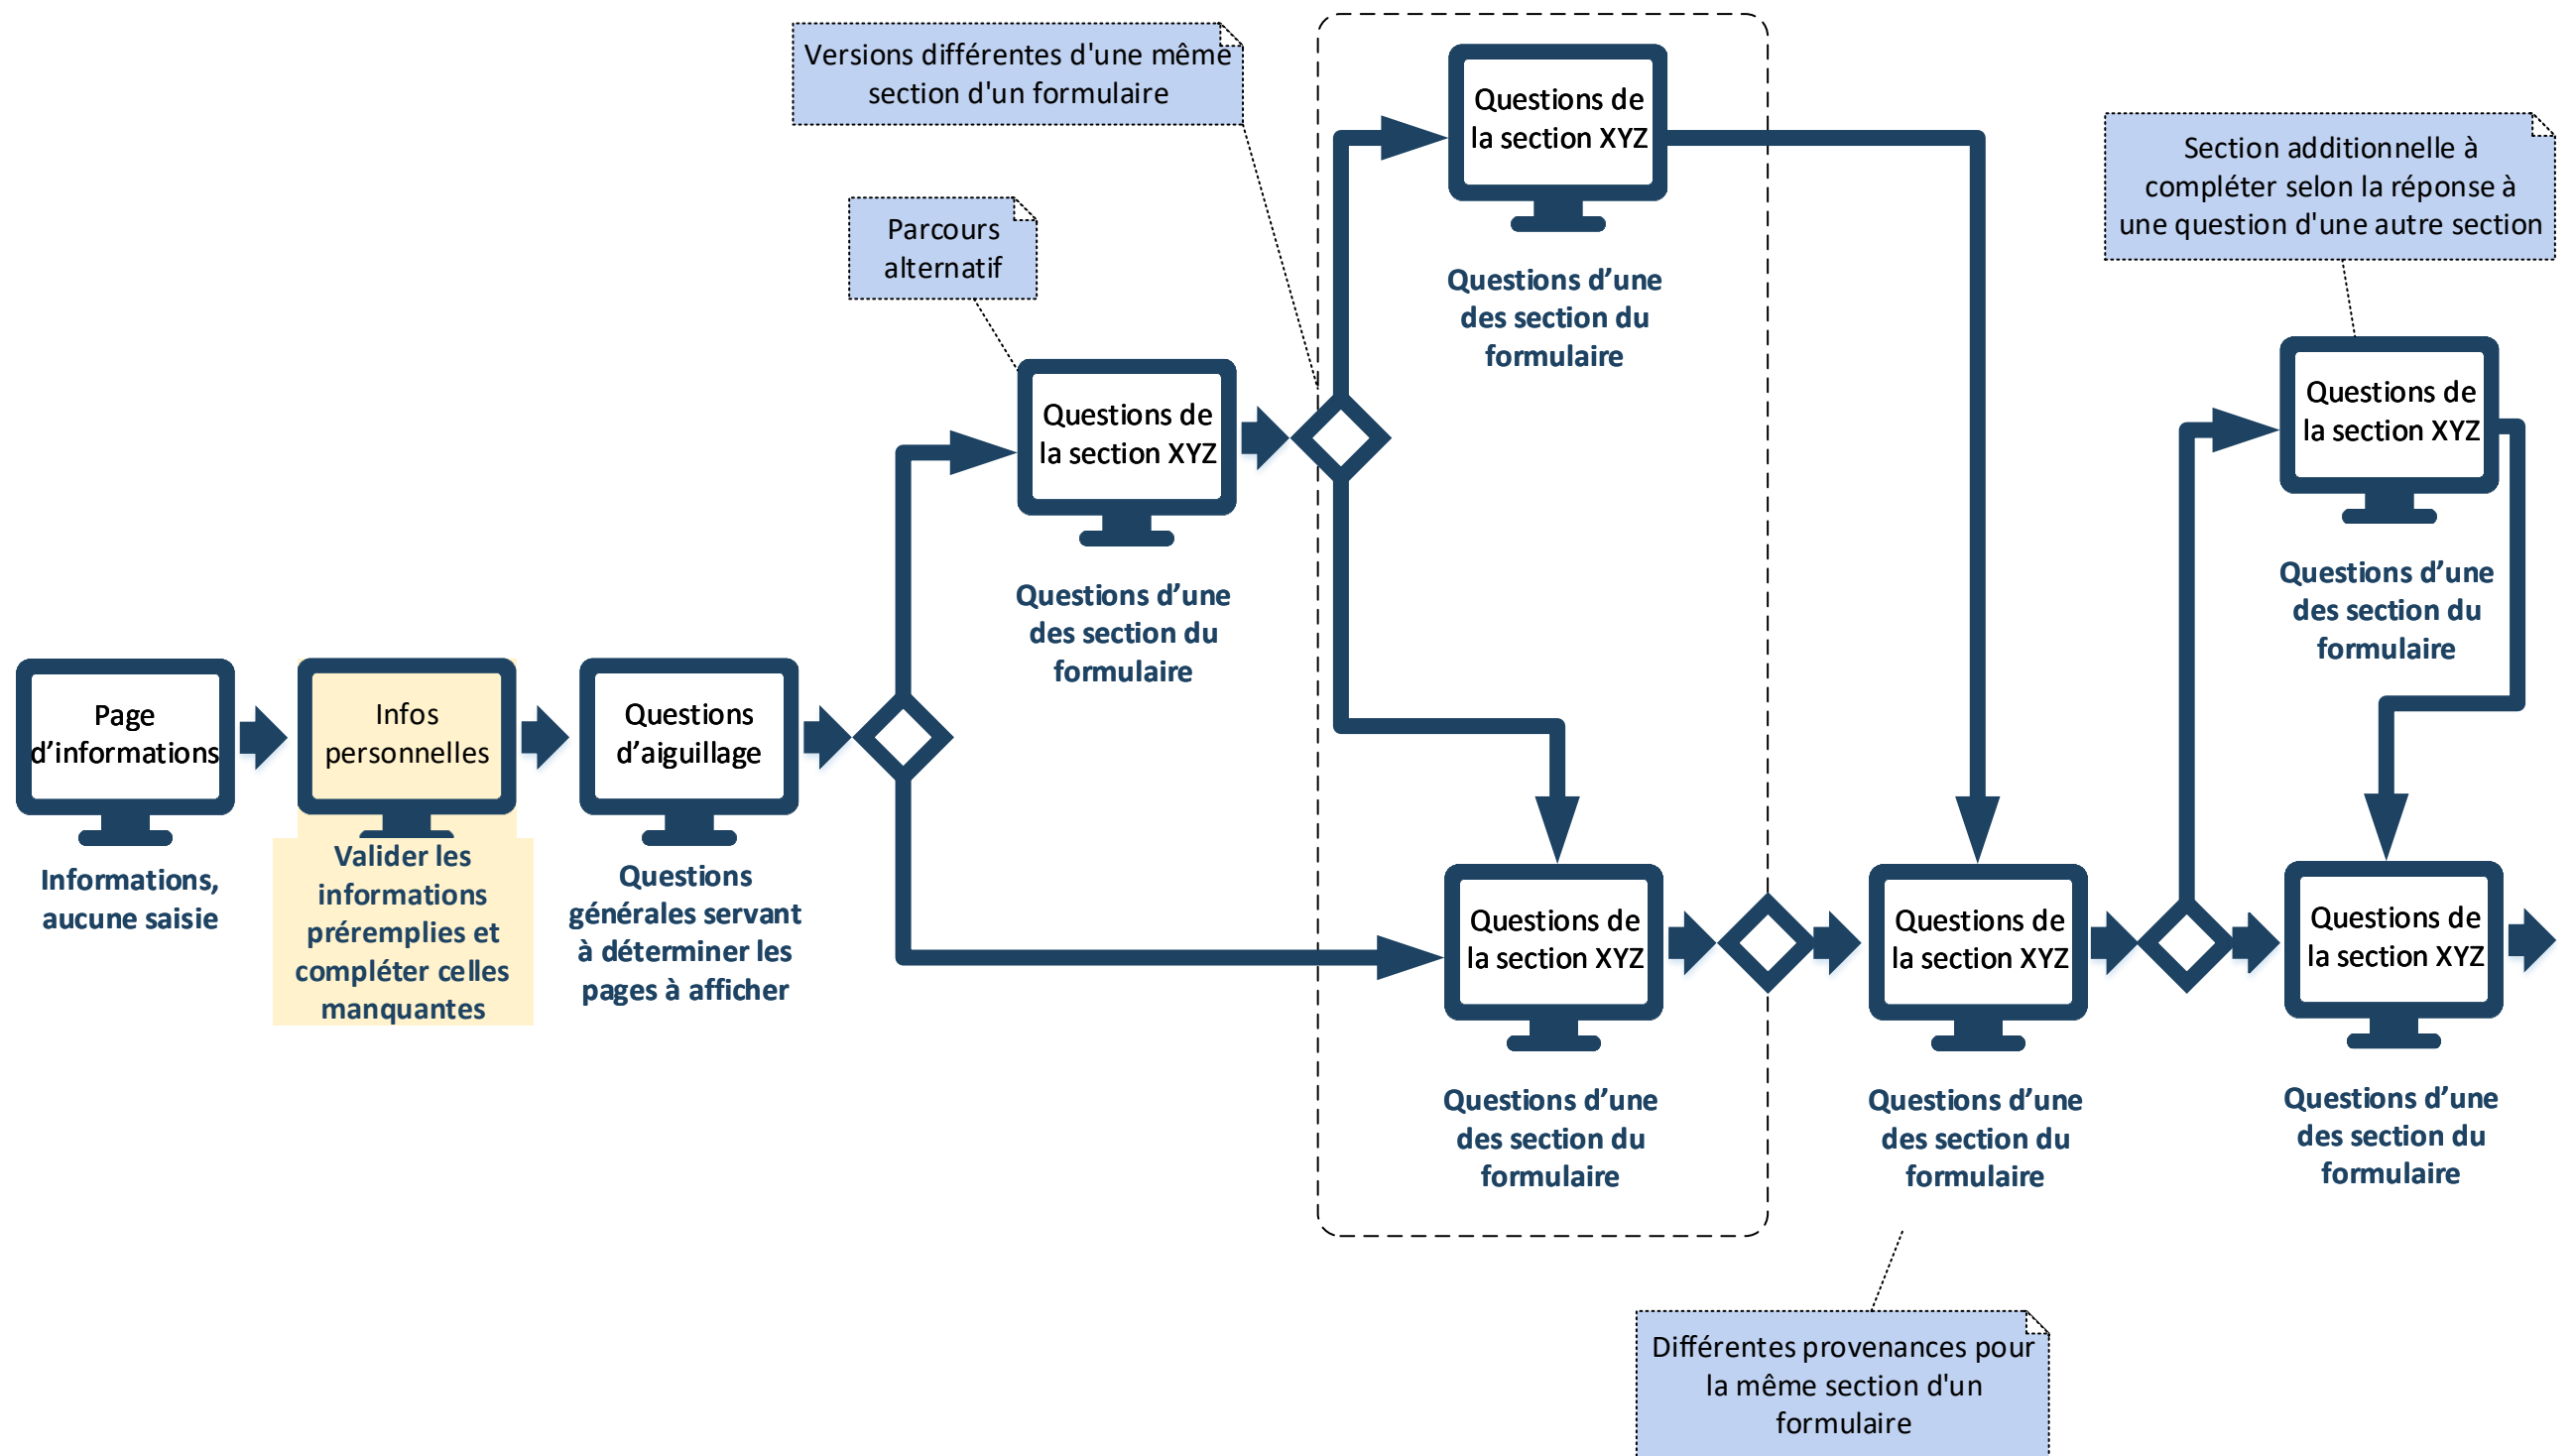 Versions différentes d'une même
section d'un formulaire
Questions de
la section XYZ
Questions d’une
des section du
formulaire
Section additionnelle à
compléter selon la réponse à
une question d'une autre section
Parcours
alternatif
Questions de
la section XYZ
Questions d’une
des section du
formulaire
Questions de
la section XYZ
Questions d’une
des section du
formulaire
Page
d’informations
Informations,
aucune saisie
Infos
personnelles
Valider les
informations
préremplies et
compléter celles
manquantes
Questions
d’aiguillage
Questions
générales servant
à déterminer les
pages à afficher
Questions de
la section XYZ
Questions d’une
des section du
formulaire
Questions de
la section XYZ
Questions d’une
des section du
formulaire
Questions de
la section XYZ
Questions d’une
des section du
formulaire
Différentes provenances pour
la même section d'un
formulaire